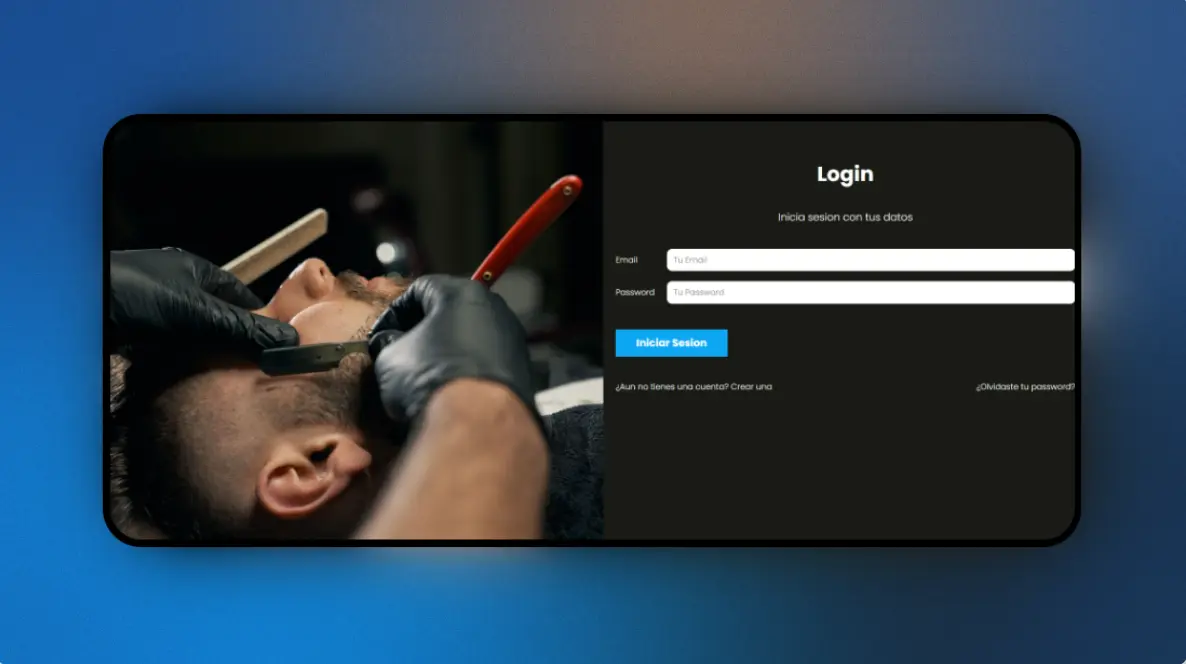 Login
Inicia sesion con tus datos
Email
Tu Email
Password
Tu Password
Iniciar Sesion
¿Aun no tienes una cuenta? Crear una
¿Olvidaste tu password?